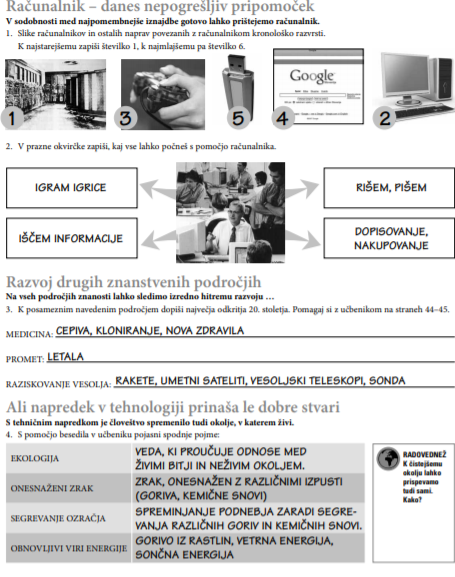 Računalnik – danes nepogrešljiv pripomoček
V sodobnosti med najpomembnejše iznajdbe gotovo lahko prištejemo računalnik.
1. Slike računalnikov in ostalih naprav povezanih z računalnikom kronološko razvrsti.
K najstarejšemu zapiši številko 1, k najmlajšemu pa številko 6.
Google
1 3 5 4 2
2. V prazne okvirčke zapiši, kaj vse lahko počneš s pomočjo računalnika.
IGRAM IGRICE
RIŠEM, PIŠEM
IŠČEM INFORMACIJE
DOPISOVANJE,
NAKUPOVANJE
Razvoj drugih znanstvenih področjih
Na vseh področjih znanosti lahko sledimo izredno hitremu razvoju …
3. K posameznim navedenim področjem dopiši največja odkritja 20. stoletja. Pomagaj si z učbenikom na straneh 44–45.
MEDICINA: CEPIVA, KLONIRANJE, NOVA ZDRAVILA
PROMET: LETALA
RAZISKOVANJE VESOLJA: RAKETE, UMETNI SATELITI, VESOLJSKI TELESKOPI, SONDA
Ali napredek v tehnologiji prinaša le dobre stvari
S tehničnim napredkom je človeštvo spremenilo tudi okolje, v katerem živi.
4. S pomočjo besedila v učbeniku pojasni spodnje pojme:
EKOLOGIJA
VEDA, KI PROUČUJE ODNOSE MED
ŽIVIMI BITJI IN NEŽIVIM OKOLJEM.
ONESNAŽENI ZRAK
ZRAK, ONESNAŽEN Z RAZLIČNIMI IZPUSTI
(GORIVA, KEMIČNE SNOVI)
SEGREVANJE OZRAČJA
SPREMINJANJE PODNEBJA ZARADI SEGRE-
VANJA RAZLIČNIH GORIV IN KEMIČNIH SNOVI.
OBNOVLJIVI VIRI ENERGIJE
GORIVO IZ RASTLIN, VETRNA ENERGIJA,
SONČNA ENERGIJA
RADOVEDNEŽ
K čistejšemu
okolju lahko
prispevamo
tudi sami.
Kako?